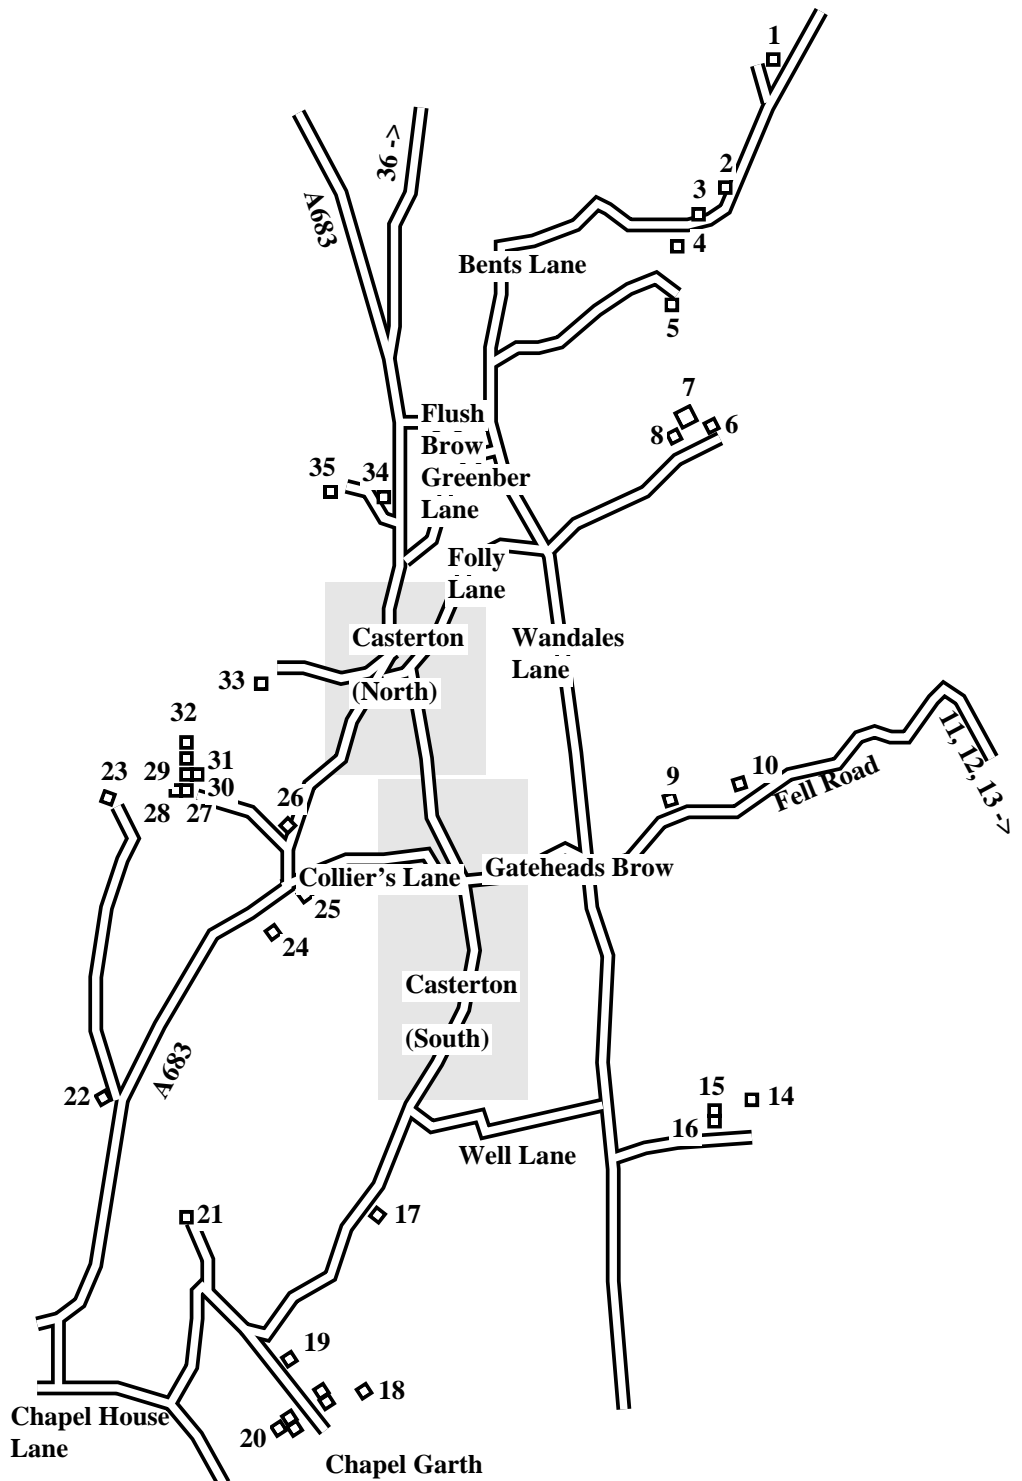 1
36 ->
2
3
A683
4
Bents Lane
5
7
Flush
6
8
Brow
35
34
Greenber
Lane
Folly
Lane
Casterton
Wandales
Lane
33
(North)
32
11, 12, 13 ->
23
29
31
9
10
Fell Road
30
28
27
26
Gateheads Brow
Collier's Lane
25
24
Casterton
(South)
A683
22
15
14
16
Well Lane
21
17
19
18
Chapel House
Lane
20
Chapel Garth